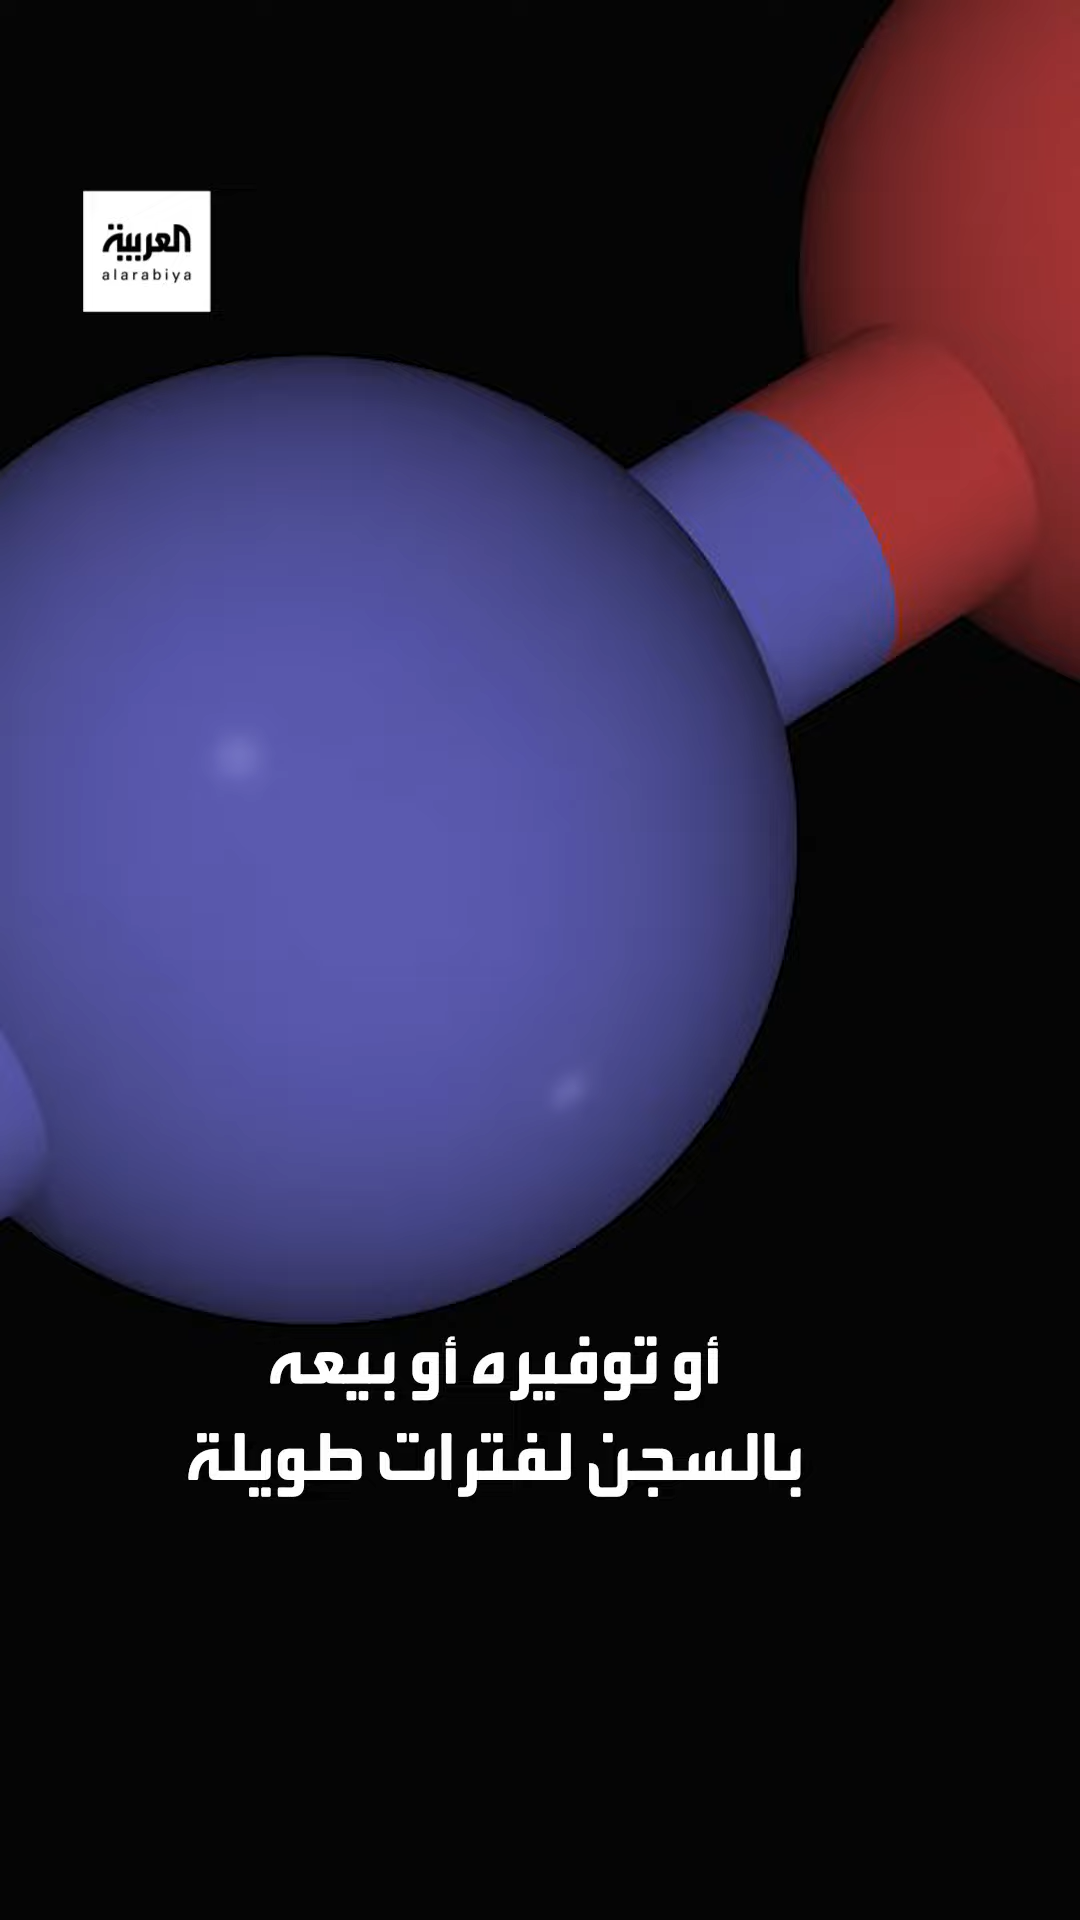 العربية
alarabiya
أو توفيره أو بيعه
بالسجن لفترات طويلة